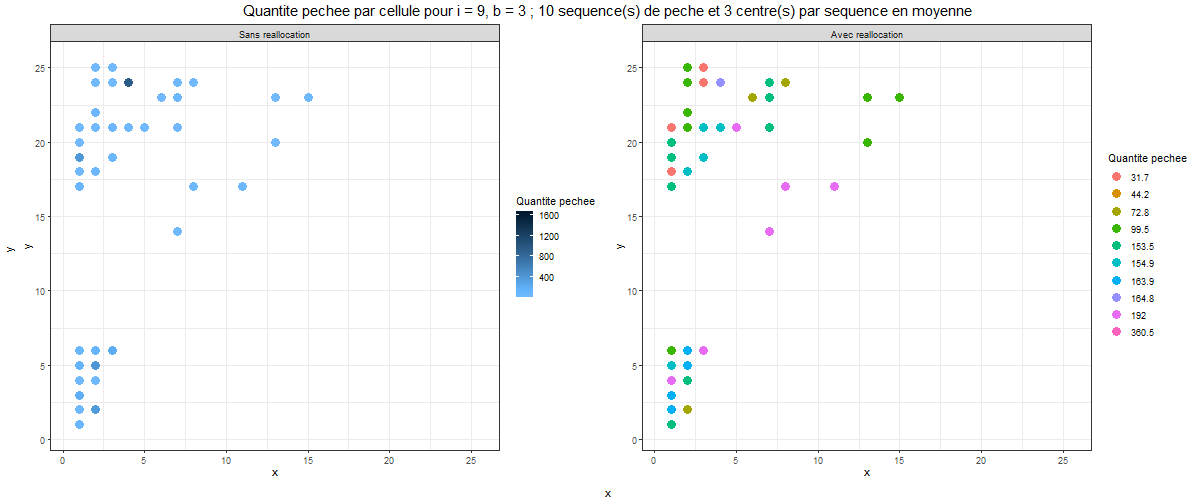 Quantite pechee par cellule pour i = 9, b = 3 ; 10 sequence(s) de peche et 3 centre(s) par sequence en moyenne
Sans reallocation
25
20
15
10
5
0
0 5 10 15 20 25
x
y
y
Quantite pechee
1600
1200
800
400
Avec reallocation
25
20
15
10
5
0
0 5 10 15 20 25
x
y
Quantite pechee
31.7
44.2
72.8
99.5
153.5
154.9
163.9
164.8
192
360.5
x